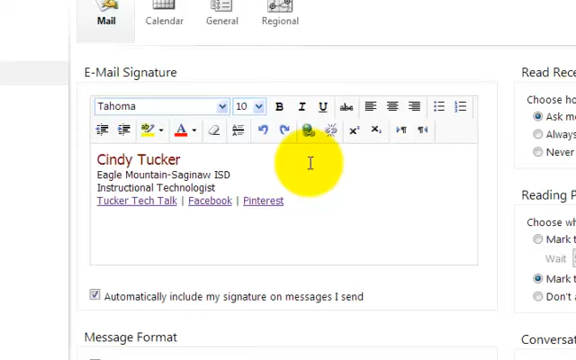 Mail Calendar General Regional
E-Mail Signature
Tahoma 10 B I U abc
Cindy Tucker
Eagle Mountain-Saginaw ISD
Instructional Technologist
Tucker Tech Talk | Facebook | Pinterest
Automatically include my signature on messages I send
Message Format
Read Rece
Choose ho
Ask me
Always
Never
Reading P
Choose wh
Mark t
Wait
Mark t
Don't a
Conversat